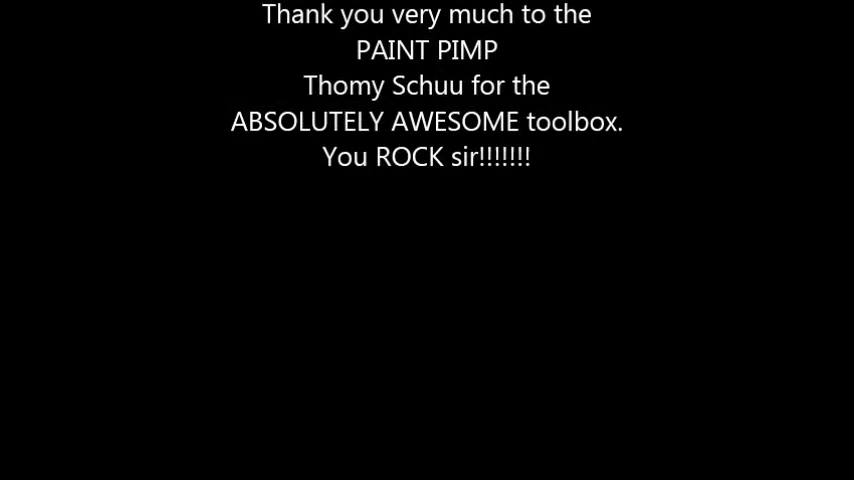 Thank you very much to the
PAINT PIMP
Thomy Schuu for the
ABSOLUTELY AWESOME toolbox.
You ROCK sir!!!!!!!